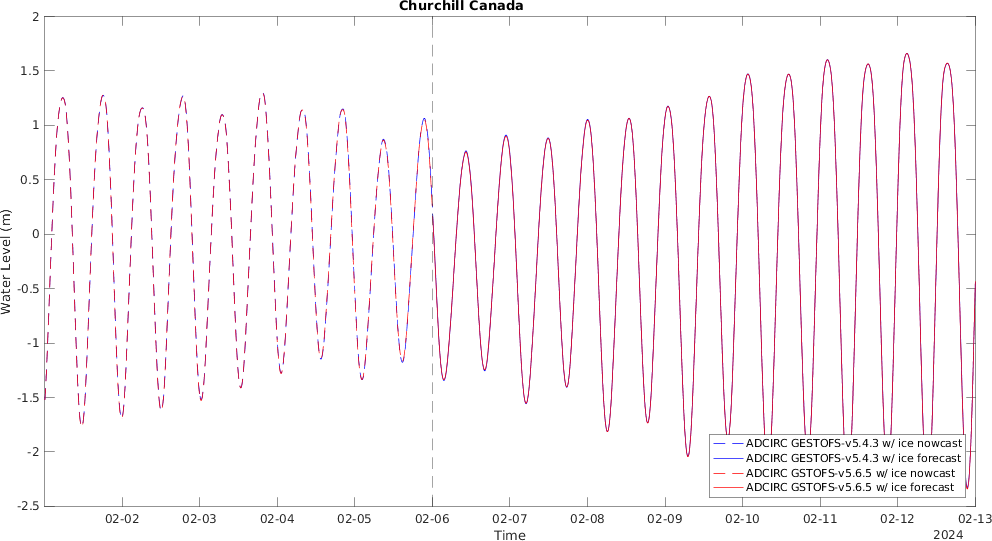 Churchill Canada
2
1.5
1
0.5
0
-0.5
-1
-1.5
-2
-2.5
Water Level (m)
ADCIRC GESTOFS-v5.4.3 w/ ice nowcast
ADCIRC GESTOFS-v5.4.3 w/ ice forecast
ADCIRC GSTOFS-v5.6.5 w/ ice nowcast
ADCIRC GSTOFS-v5.6.5 w/ ice forecast
02-02 02-03 02-04 02-05 02-06 02-07 02-08 02-09 02-10 02-11 02-12 02-13
Time
2024